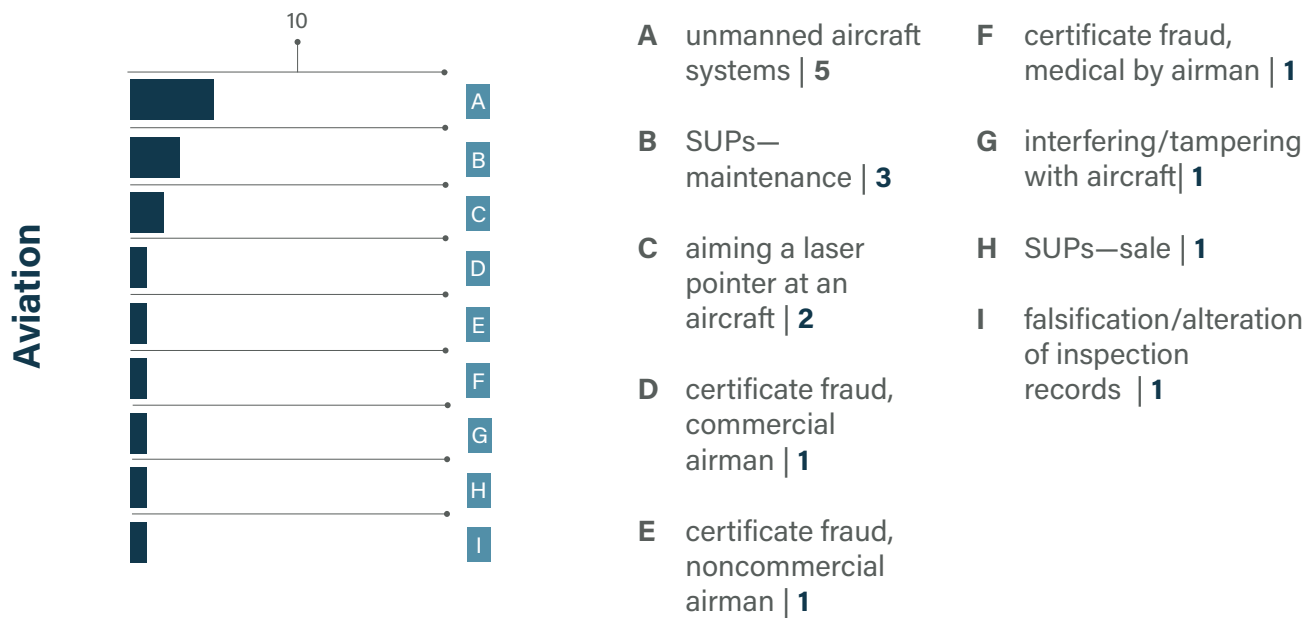 Aviation
10
A
B
C
D
E
F
G
H
I
A unmanned aircraft
systems | 5
B SUPs—
maintenance | 3
C aiming a laser
pointer at an
aircraft | 2
D certificate fraud,
commercial
airman | 1
E certificate fraud,
noncommercial
airman | 1
F certificate fraud,
medical by airman | 1
G interfering/tampering
with aircraft| 1
H SUPs—sale | 1
I falsification/alteration
of inspection
records | 1